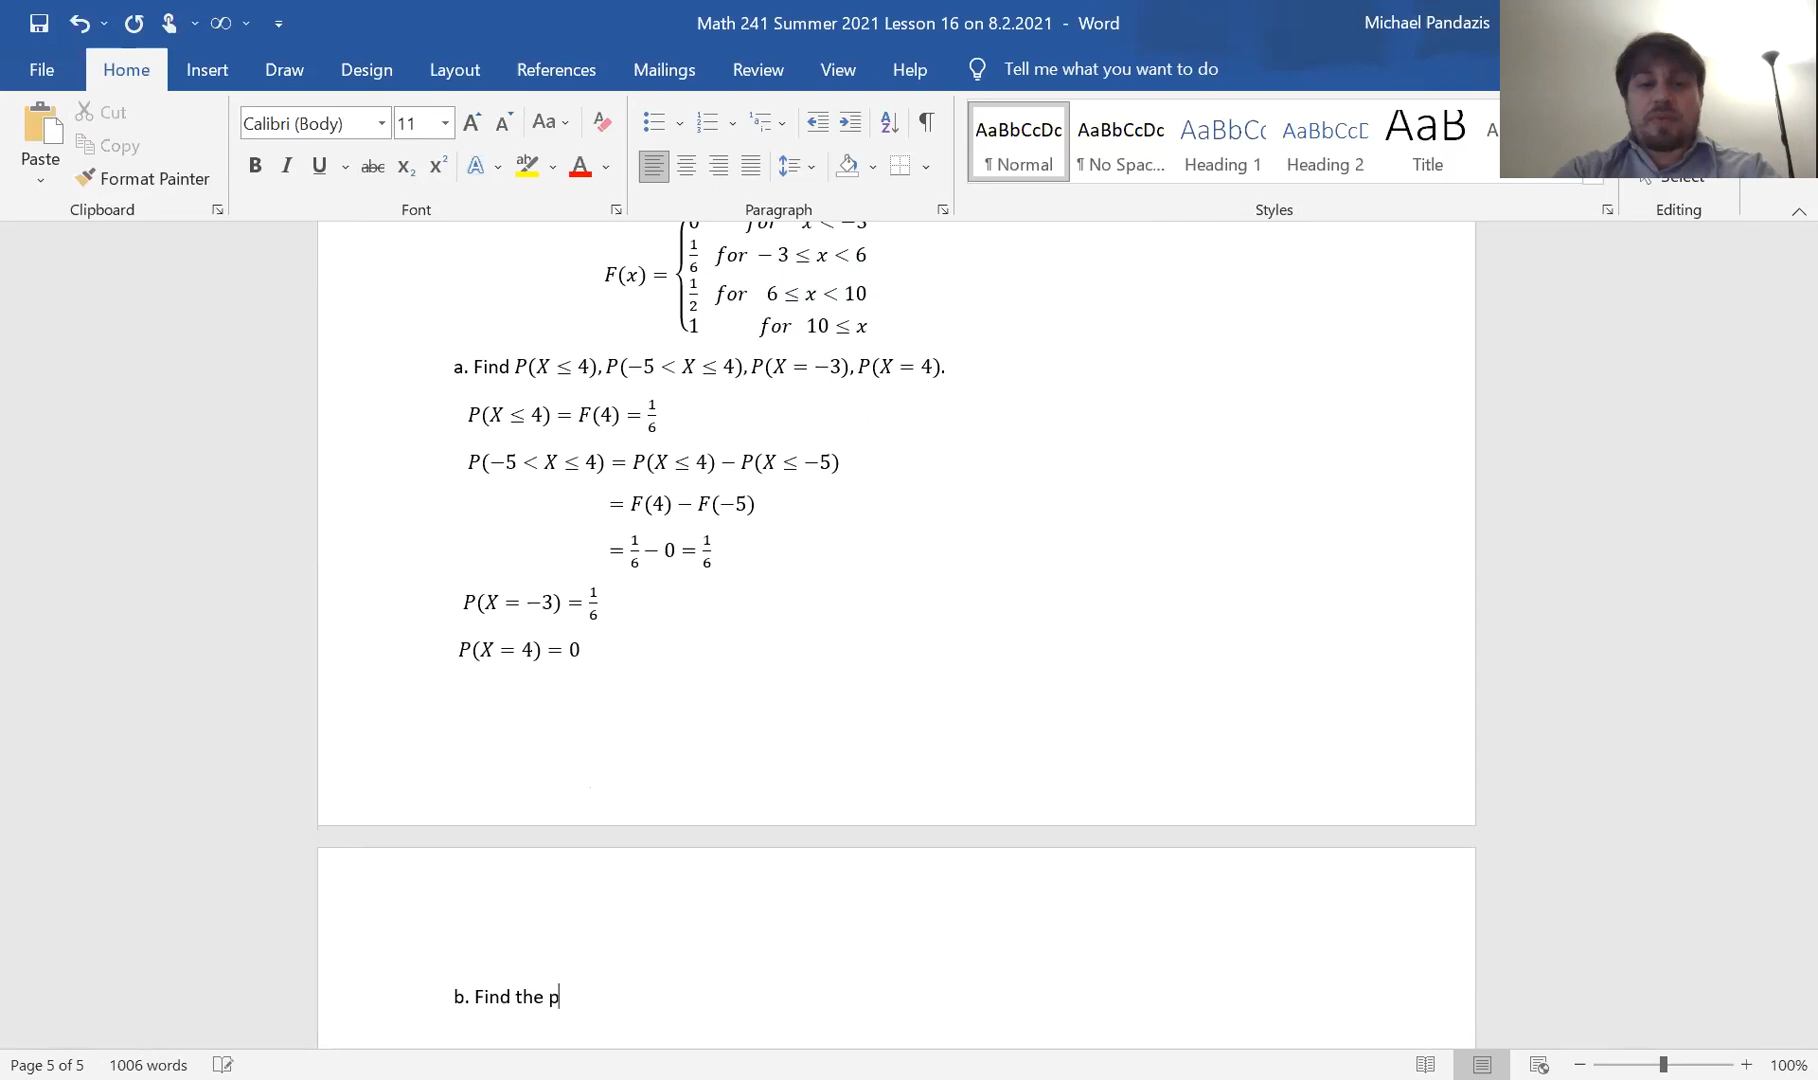 Math 241 Summer 2021 Lesson 16 on 8.2.2021 - Word
Michael Pandazis
File Home Insert Draw Design Layout References Mailings Review View Help Tell me what you want to do
Paste
Cut
Copy
Format Painter
Clipboard
Calibri (Body) 11
Font
Paragraph
AaBbCcDc AaBbCcDc AaBbCc AaBbCcD AaB A
¶ Normal ¶ No Spac... Heading 1 Heading 2 Title
Styles
Select
Editing
0 for x < −3
1/6 for − 3 ≤ x < 6
F(x) =
1/2 for 6 ≤ x < 10
1 for 10 ≤ x
a. Find P(X ≤ 4), P(−5 < X ≤ 4), P(X = −3), P(X = 4).
P(X ≤ 4) = F(4) = 1/6
P(−5 < X ≤ 4) = P(X ≤ 4) − P(X ≤ −5)
= F(4) − F(−5)
= 1/6 − 0 = 1/6
P(X = −3) = 1/6
P(X = 4) = 0
b. Find the p
Page 5 of 5 1006 words 100%